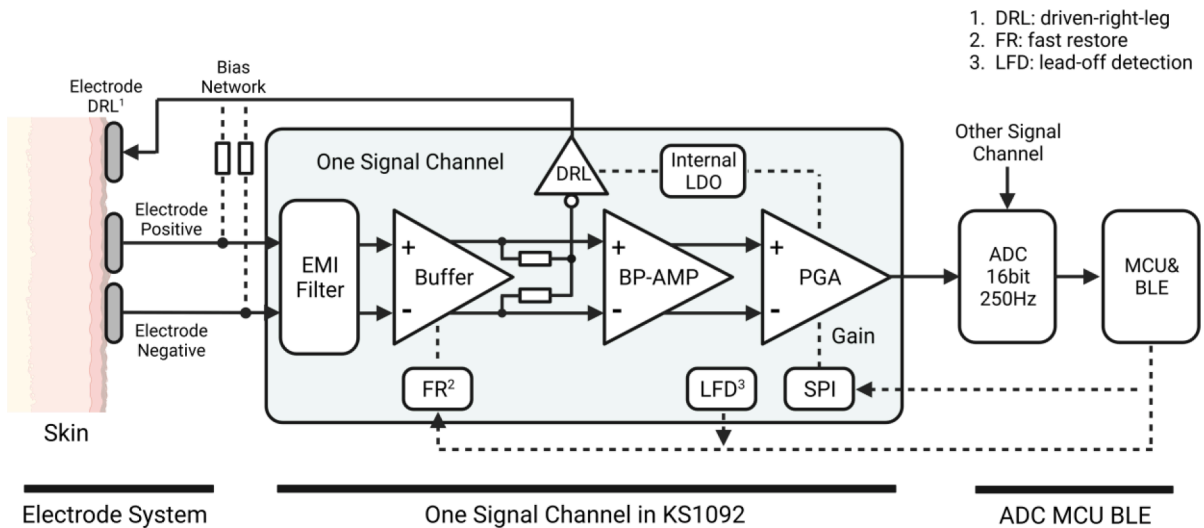 1. DRL: driven-right-leg
2. FR: fast restore
3. LFD: lead-off detection
Bias
Network
Electrode
DRL¹
Other Signal
Channel
One Signal Channel
DRL
Internal
LDO
Electrode
Positive
EMI
Filter
+
Buffer
-
+
BP-AMP
-
+
PGA
-
ADC
16bit
250Hz
MCU&
BLE
Electrode
Negative
Gain
FR²
LFD³
SPI
Skin
Electrode System
One Signal Channel in KS1092
ADC MCU BLE